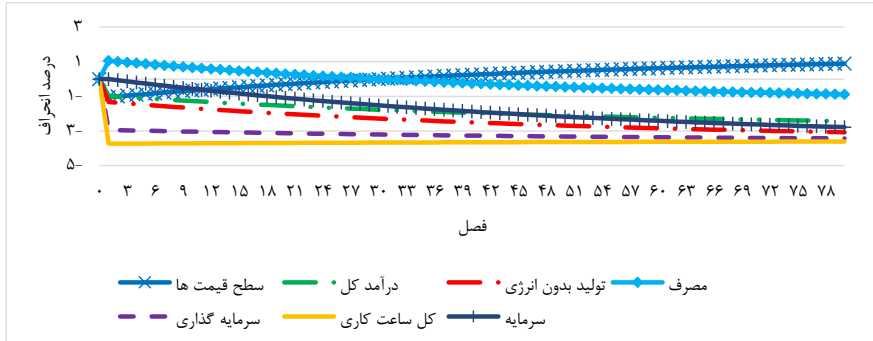 درصد انحراف
۳
۱
-۱
-۳
-۵
۰ ۳ ۶ ۹ ۱۲ ۱۵ ۱۸ ۲۱ ۲۴ ۲۷ ۳۰ ۳۳ ۳۶ ۳۹ ۴۲ ۴۵ ۴۸ ۵۱ ۵۴ ۵۷ ۶۰ ۶۳ ۶۶ ۶۹ ۷۲ ۷۵ ۷۸
فصل
سطح قیمت ها درآمد کل تولید بدون انرژی مصرف
سرمایه گذاری کل ساعت کاری سرمایه